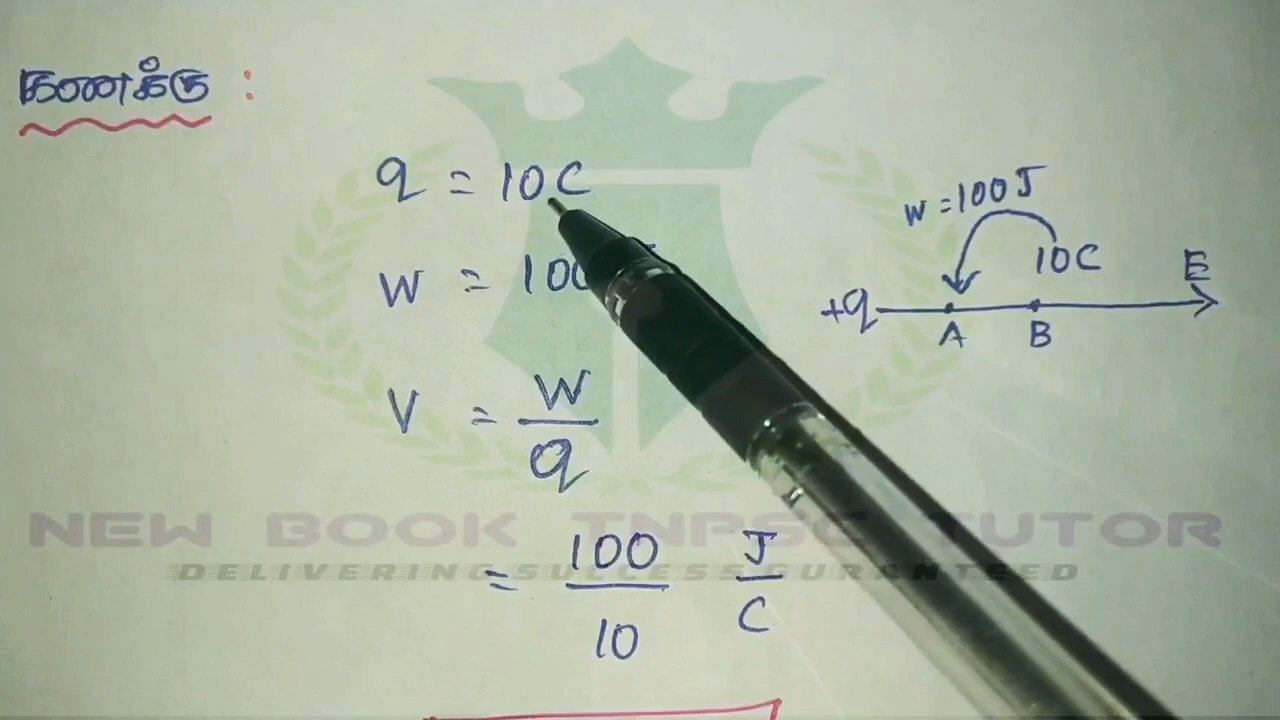 கணக்கு :
q = 10C
W = 100
V = W/q
= 100/10 J/C
W = 100J
10C
E
+q
A B
NEW BOOK TNPSC TUTOR
DELIVERING SUCCESS GURANTEED